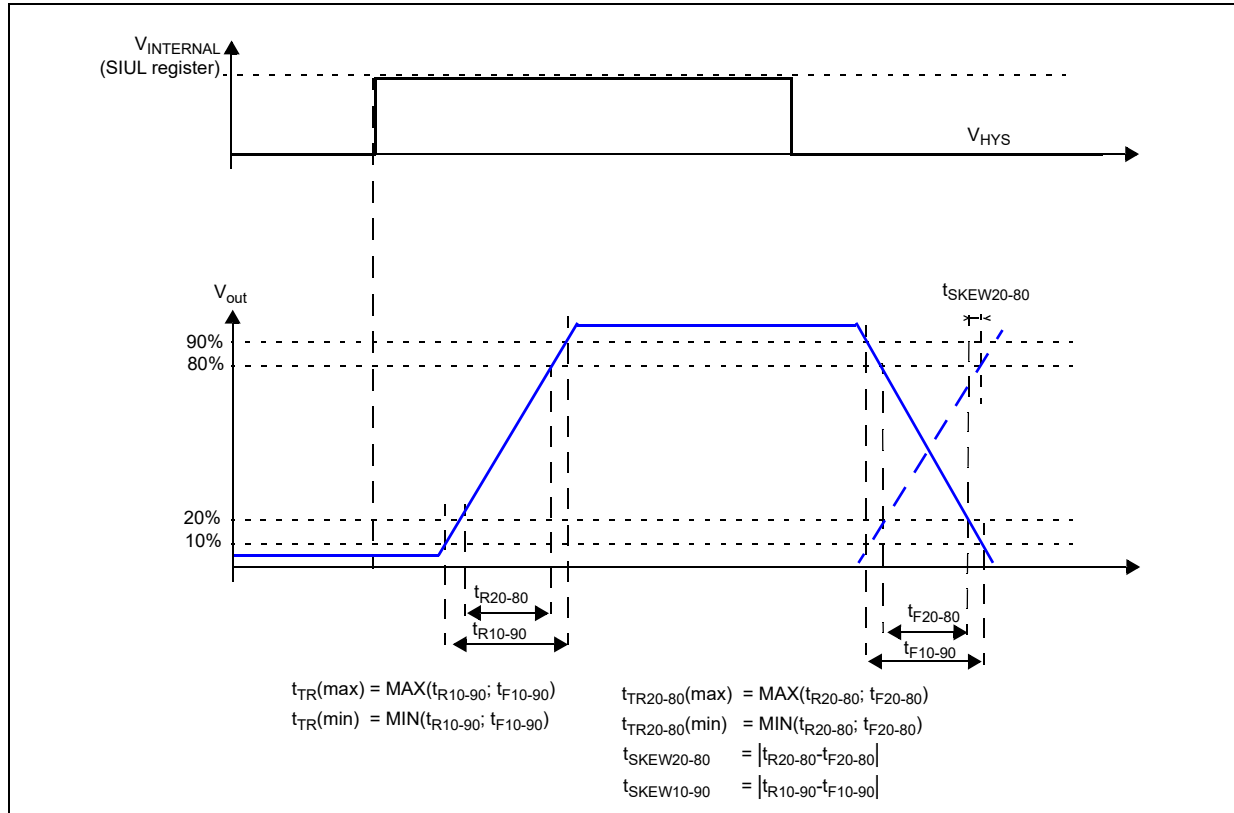 VINTERNAL
(SIUL register)
VHYS
Vout
tSKEW20-80
90%
80%
20%
10%
tR20-80
tR10-90
tF20-80
tF10-90
tTR(max) = MAX(tR10-90; tF10-90)
tTR(min) = MIN(tR10-90; tF10-90)
tTR20-80(max) = MAX(tR20-80; tF20-80)
tTR20-80(min) = MIN(tR20-80; tF20-80)
tSKEW20-80 = |tR20-80-tF20-80|
tSKEW10-90 = |tR10-90-tF10-90|